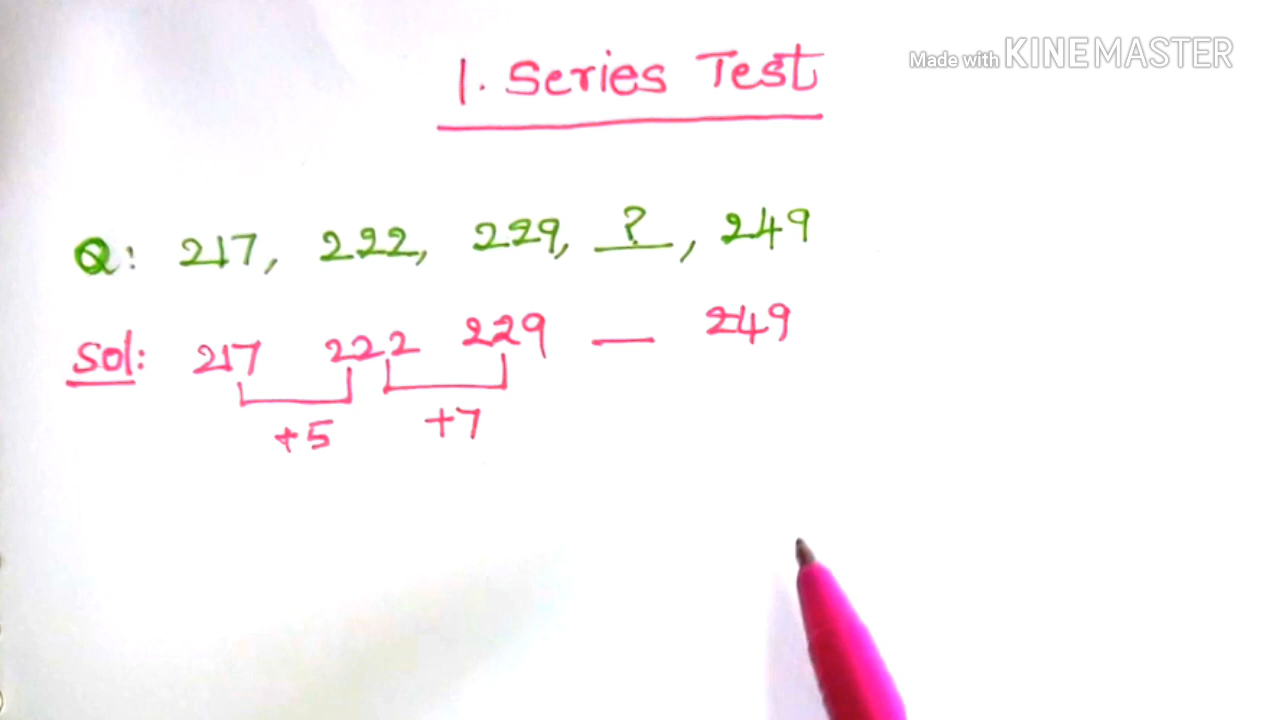 Made with KINEMASTER
1. Series Test
Q: 217, 222, 229, ?, 249
Sol: 217 222 229 — 249
+5 +7